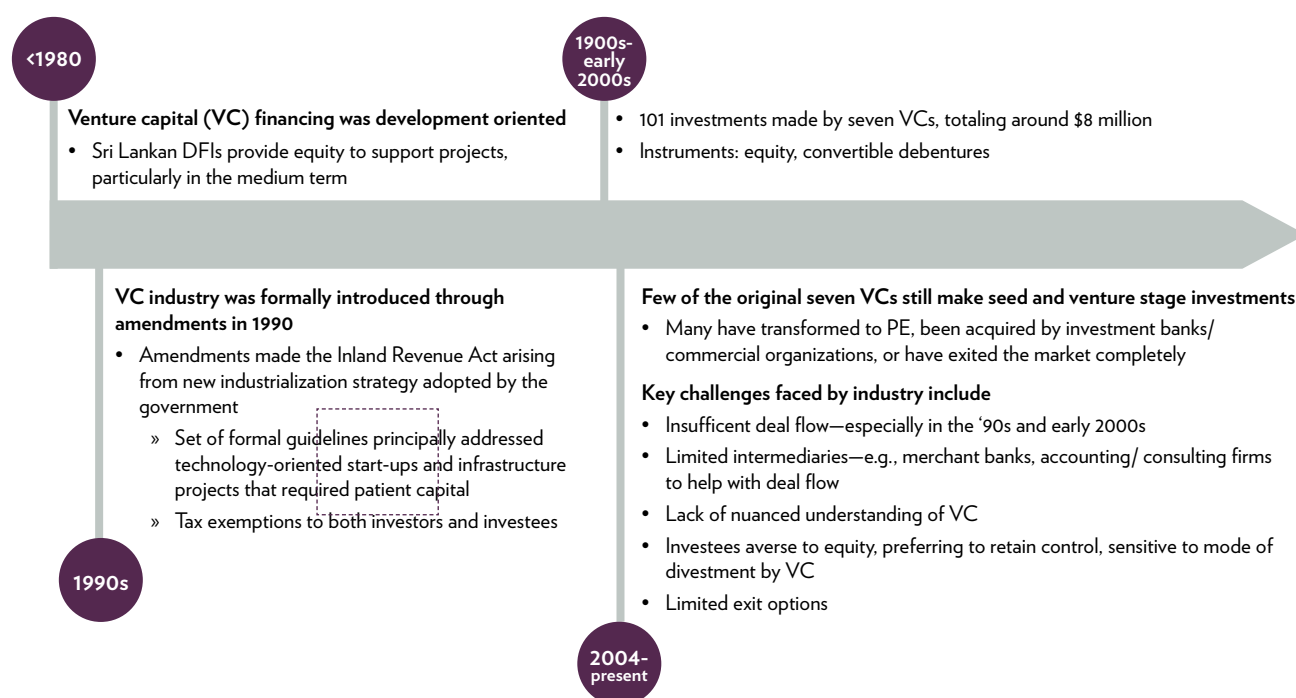 <1980
Venture capital (VC) financing was development oriented
• Sri Lankan DFIs provide equity to support projects,
particularly in the medium term
1900s-
early
2000s
• 101 investments made by seven VCs, totaling around $8 million
• Instruments: equity, convertible debentures
VC industry was formally introduced through
amendments in 1990
• Amendments made the Inland Revenue Act arising
from new industrialization strategy adopted by the
government
» Set of formal guidelines principally addressed
technology-oriented start-ups and infrastructure
projects that required patient capital
» Tax exemptions to both investors and investees
1990s
Few of the original seven VCs still make seed and venture stage investments
• Many have transformed to PE, been acquired by investment banks/
commercial organizations, or have exited the market completely
Key challenges faced by industry include
• Insufficent deal flow—especially in the ‘90s and early 2000s
• Limited intermediaries—e.g., merchant banks, accounting/ consulting firms
to help with deal flow
• Lack of nuanced understanding of VC
• Investees averse to equity, preferring to retain control, sensitive to mode of
divestment by VC
• Limited exit options
2004-
present